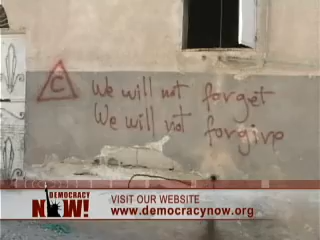 C We will not forget
We will not forgive
DEMOCRACY
NOW!
VISIT OUR WEBSITE
www.democracynow.org